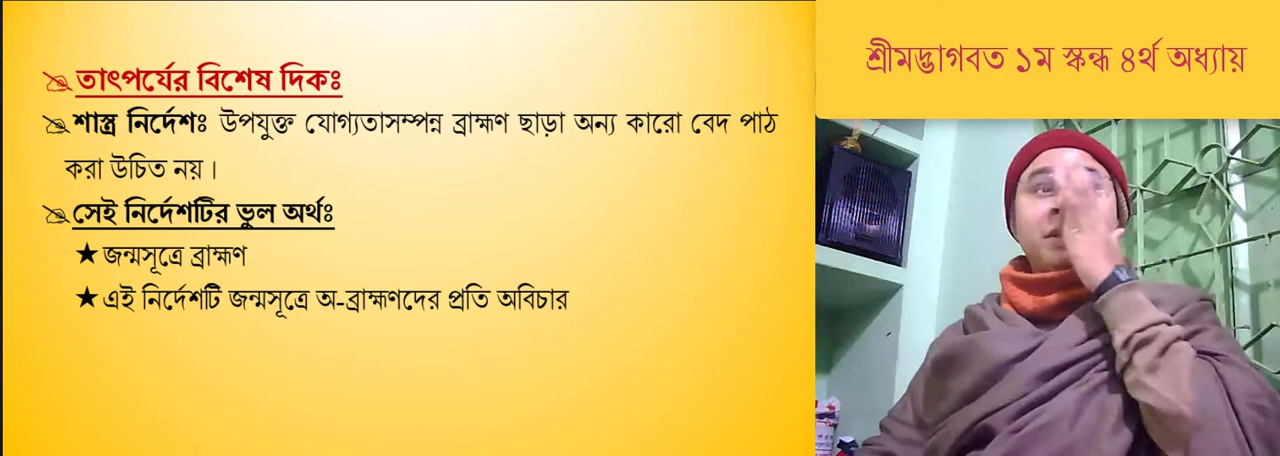 তাৎপর্যের বিশেষ দিকঃ
শাস্ত্র নির্দেশঃ উপযুক্ত যোগ্যতাসম্পন্ন ব্রাহ্মণ ছাড়া অন্য কারো বেদ পাঠ
করা উচিত নয়।
সেই নির্দেশটির ভুল অর্থঃ
★ জন্মসূত্রে ব্রাহ্মণ
★ এই নির্দেশটি জন্মসূত্রে অ-ব্রাহ্মণদের প্রতি অবিচার
শ্রীমদ্ভাগবত ১ম স্কন্ধ ৪র্থ অধ্যায়